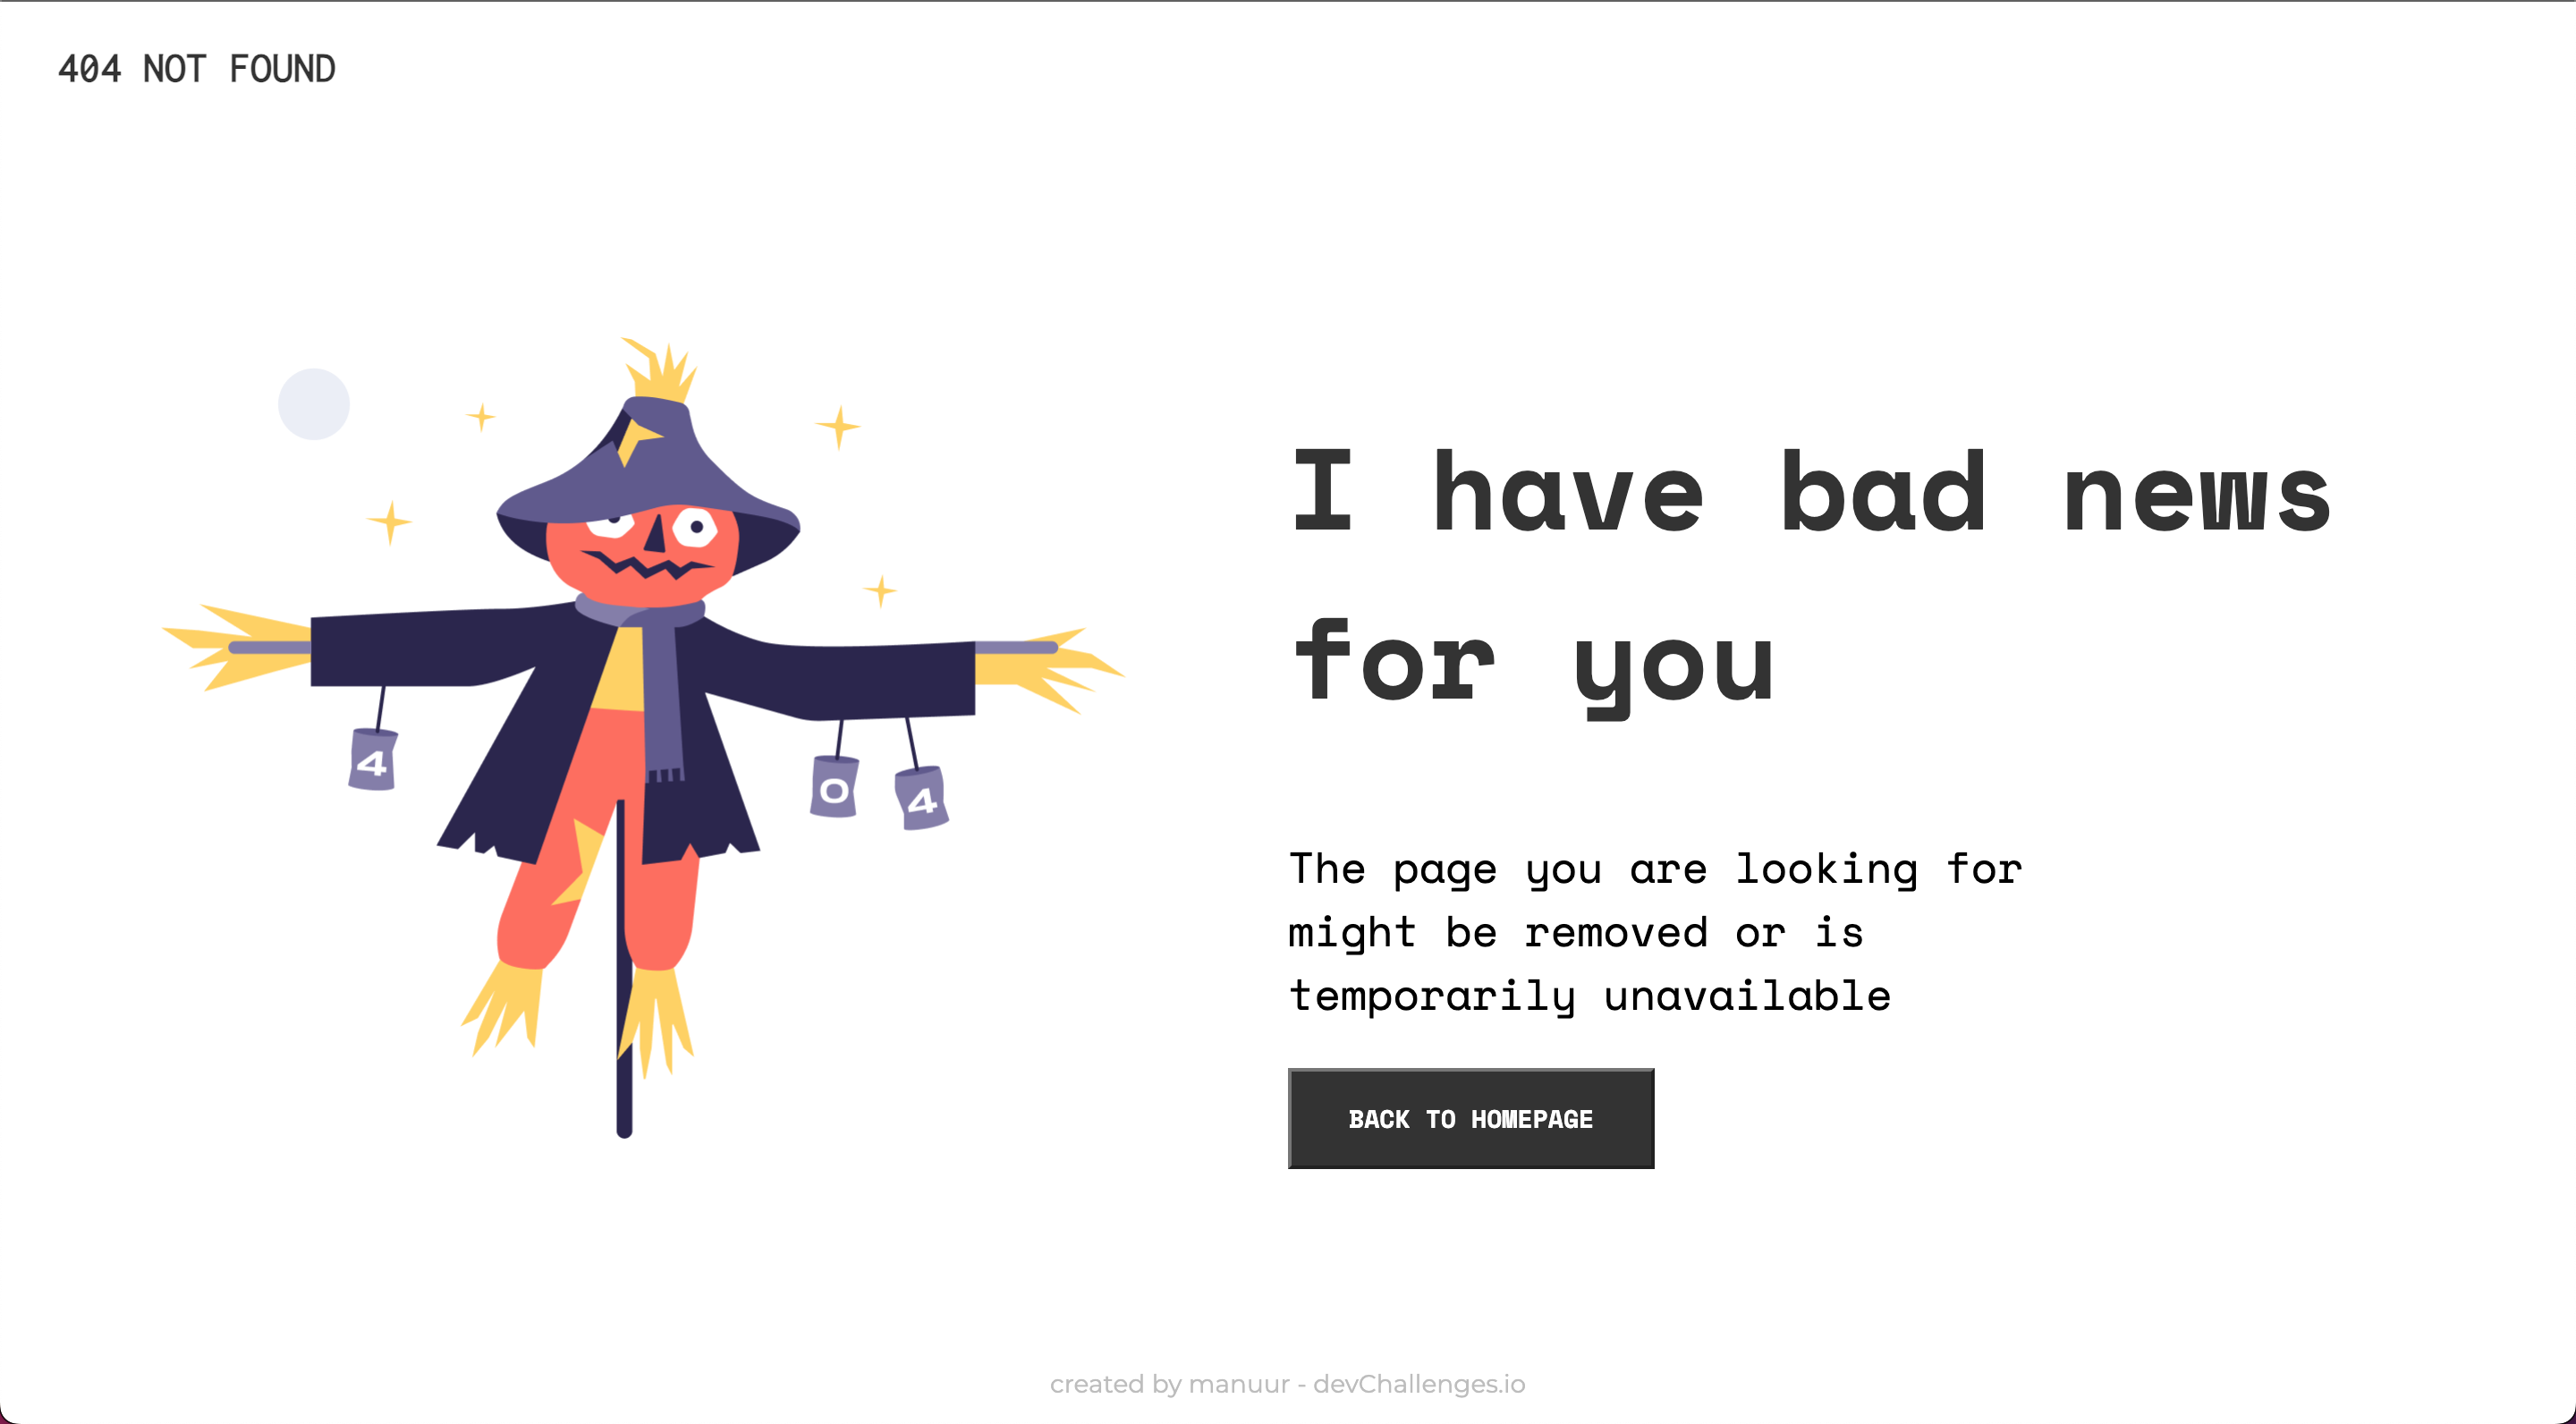 404 NOT FOUND
I have bad news
for you
4
0
4
The page you are looking for
might be removed or is
temporarily unavailable
BACK TO HOMEPAGE
created by manuur - devChallenges.io